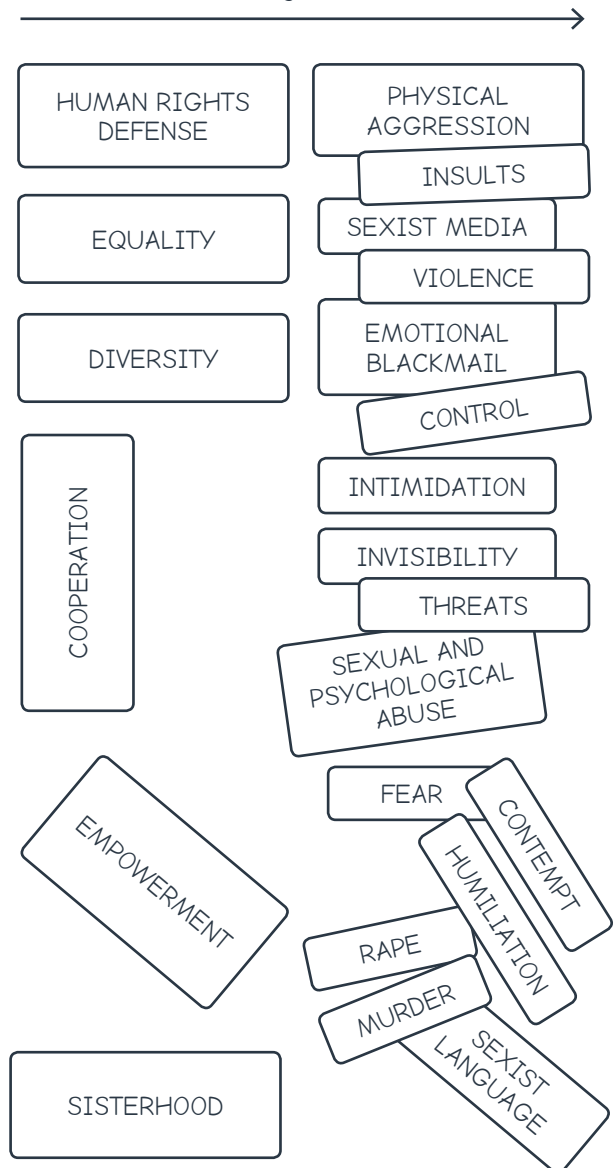 HUMAN RIGHTS
DEFENSE
EQUALITY
DIVERSITY
COOPERATION
EMPOWERMENT
SISTERHOOD
PHYSICAL
AGGRESSION
INSULTS
SEXIST MEDIA
VIOLENCE
EMOTIONAL
BLACKMAIL
CONTROL
INTIMIDATION
INVISIBILITY
THREATS
SEXUAL AND
PSYCHOLOGICAL
ABUSE
FEAR
CONTEMPT
HUMILIATION
RAPE
MURDER
SEXIST
LANGUAGE